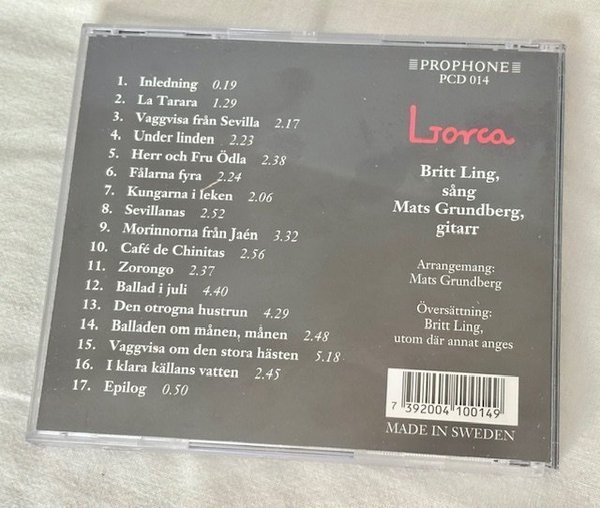 1. Inledning 0.19
2. La Tarara 1.29
3. Vaggvisa från Sevilla 2.17
4. Under linden 2.23
5. Herr och Fru Ödla 2.38
6. Fålarna fyra 2.24
7. Kungarna i leken 2.06
8. Sevillanas 2.52
9. Morinnorna från Jaén 3.32
10. Café de Chinitas 2.56
11. Zorongo 2.37
12. Ballad i juli 4.40
13. Den otrogna hustrun 4.29
14. Balladen om månen, månen 2.48
15. Vaggvisa om den stora hästen 5.18
16. I klara källans vatten 2.45
17. Epilog 0.50
PROPHONE
PCD 014
Lorca
Britt Ling,
sång
Mats Grundberg,
gitarr
Arrangemang:
Mats Grundberg
Översättning:
Britt Ling,
utom där annat anges
7 392004 100149
MADE IN SWEDEN